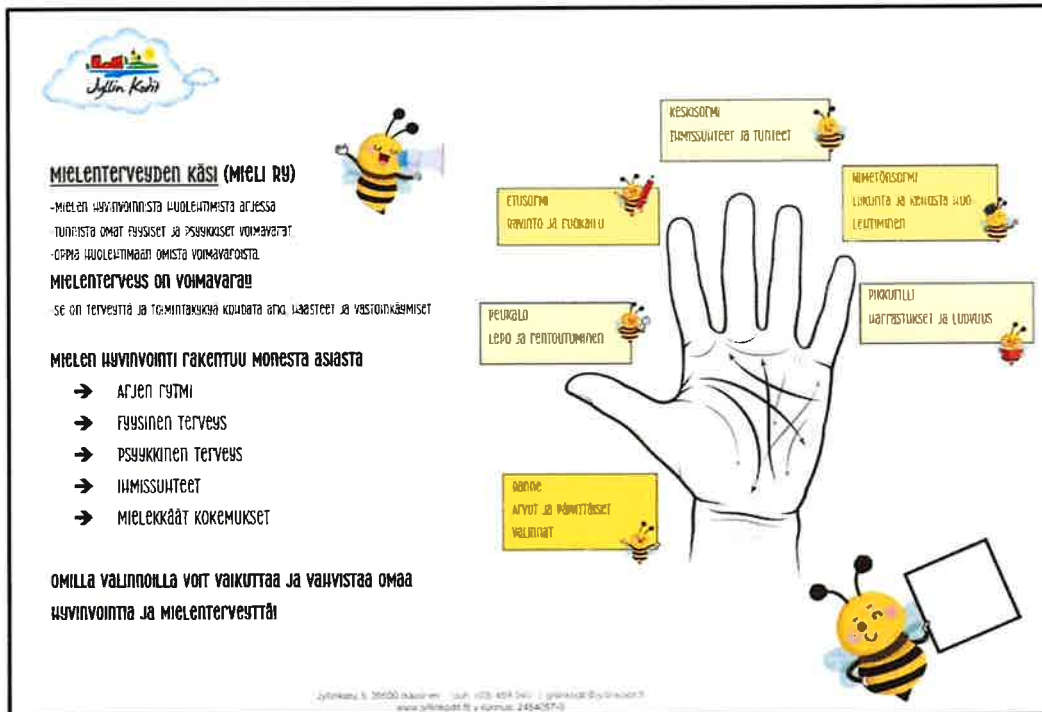 Jyllin Kodit
MIELENTERVEYDEN KÄSI (MIELI RY)
-MIELEN HYVINVOINNISTA HUOLEHTIMISTA ARJESSA
-TUNNISTA OMAT FYYSISET JA PSYYKKISET VOIMAVARAT
-OPPIA HUOLEHTIMAAN OMISTA VOIMAVAROISTA
MIELENTERVEYS ON VOIMAVARA!!
-SE ON TERVEYTTÄ JA TOIMINTAKYKYÄ KOHDATA ARKI, HAASTEET JA VASTOINKÄYMISET
MIELEN HYVINVOINTI RAKENTUU MONESTA ASIASTA
➔ ARJEN RYTMI
➔ FYYSINEN TERVEYS
➔ PSYYKKINEN TERVEYS
➔ IHMISSUHTEET
➔ MIELEKKÄÄT KOKEMUKSET
OMILLA VALINNOILLA VOIT VAIKUTTAA JA VAHVISTAA OMAA
HYVINVOINTIA JA MIELENTERVEYTTÄ!
KESKISORMI
IHMISSUHTEET JA TUNTEET
ETUSORMI
RAVINTO JA RUOKAILU
NIMETÖNSORMI
LIIKUNTA JA KEHOSTA HUO-
LEHTIMINEN
PEUKALO
LEPO JA RENTOUTUMINEN
PIKKURILLI
HARRASTUKSET JA LUOVUUS
RANNE
ARVOT JA PÄIVITTÄISET
VALINNAT